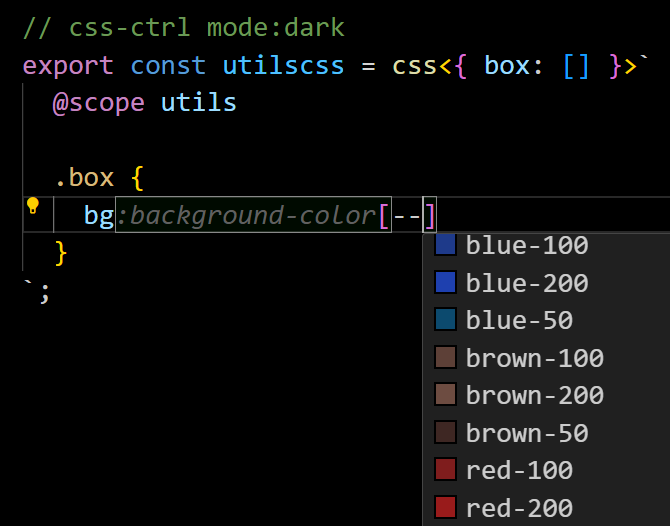 // css-ctrl mode:dark
export const utilscss = css<{ box: [] }>`
@scope utils
.box {
bg:background-color[--]
blue-100
}
blue-200
`;
blue-50
brown-100
brown-200
brown-50
red-100
red-200